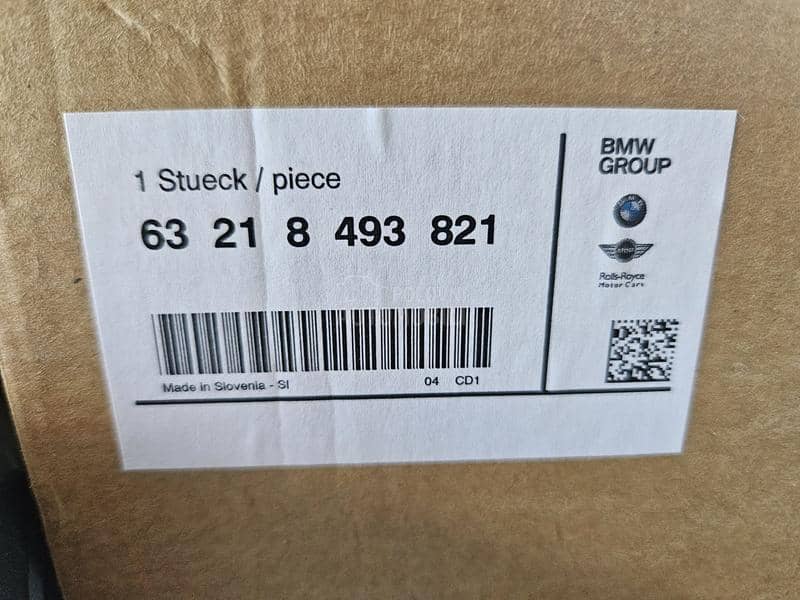 1 Stueck / piece
63 21 8 493 821
Made in Slovenia - SI
04 CD1
BMW
GROUP
Rolls-Royce
Motor Cars